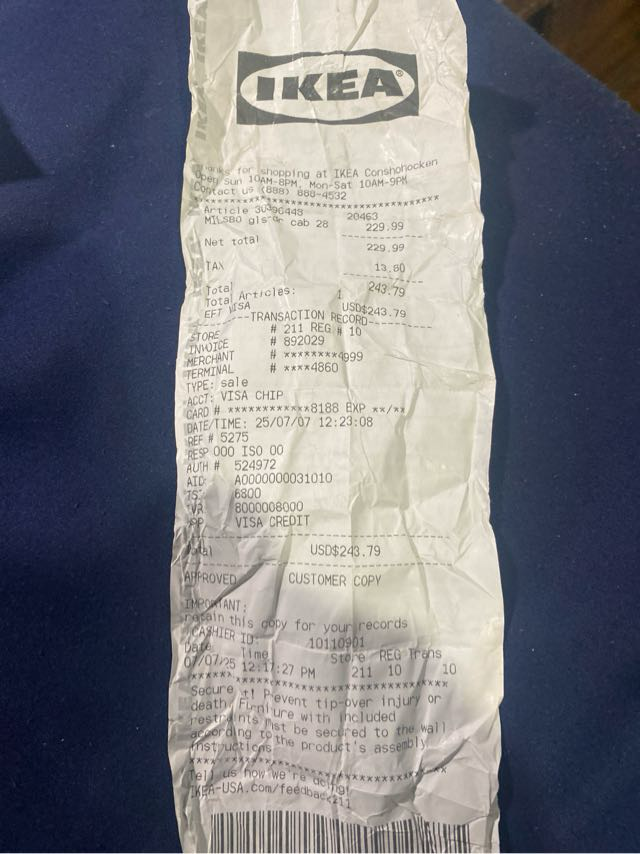 IKEA®
Thanks for shopping at IKEA Conshohocken
Open Sun 10AM-8PM, Mon-Sat 10AM-9PM
Contact us (888) 888-4532
****************************************
Article 30396448 20463
MILSBO gls-dr cab 28 229.99
Net total 229.99
TAX 13.80
Total 243.79
Total Articles: 1
EFT VISA USD$243.79
--------TRANSACTION RECORD--------
STORE # 211 REG # 10
INVOICE # 892029
MERCHANT # ********4999
TERMINAL # ****4860
TYPE: sale
ACCT: VISA CHIP
CARD # ************8188 EXP **/**
DATE/TIME: 25/07/07 12:23:08
REF # 5275
RESP 000 ISO 00
AUTH # 524972
AID: A0000000031010
TSI: 6800
TVR: 8000008000
APP: VISA CREDIT
Total USD$243.79
APPROVED CUSTOMER COPY
IMPORTANT:
retain this copy for your records
CASHIER ID: 10110901
Date Time Store REG Trans
07/07/25 12:17:27 PM 211 10 10
****************************************
Secure it! Prevent tip-over injury or
death. Furniture with included
restraints must be secured to the wall
according to the product's assembly
instructions
****************************************
Tell us how we're doing!
IKEA-USA.com/feedback211